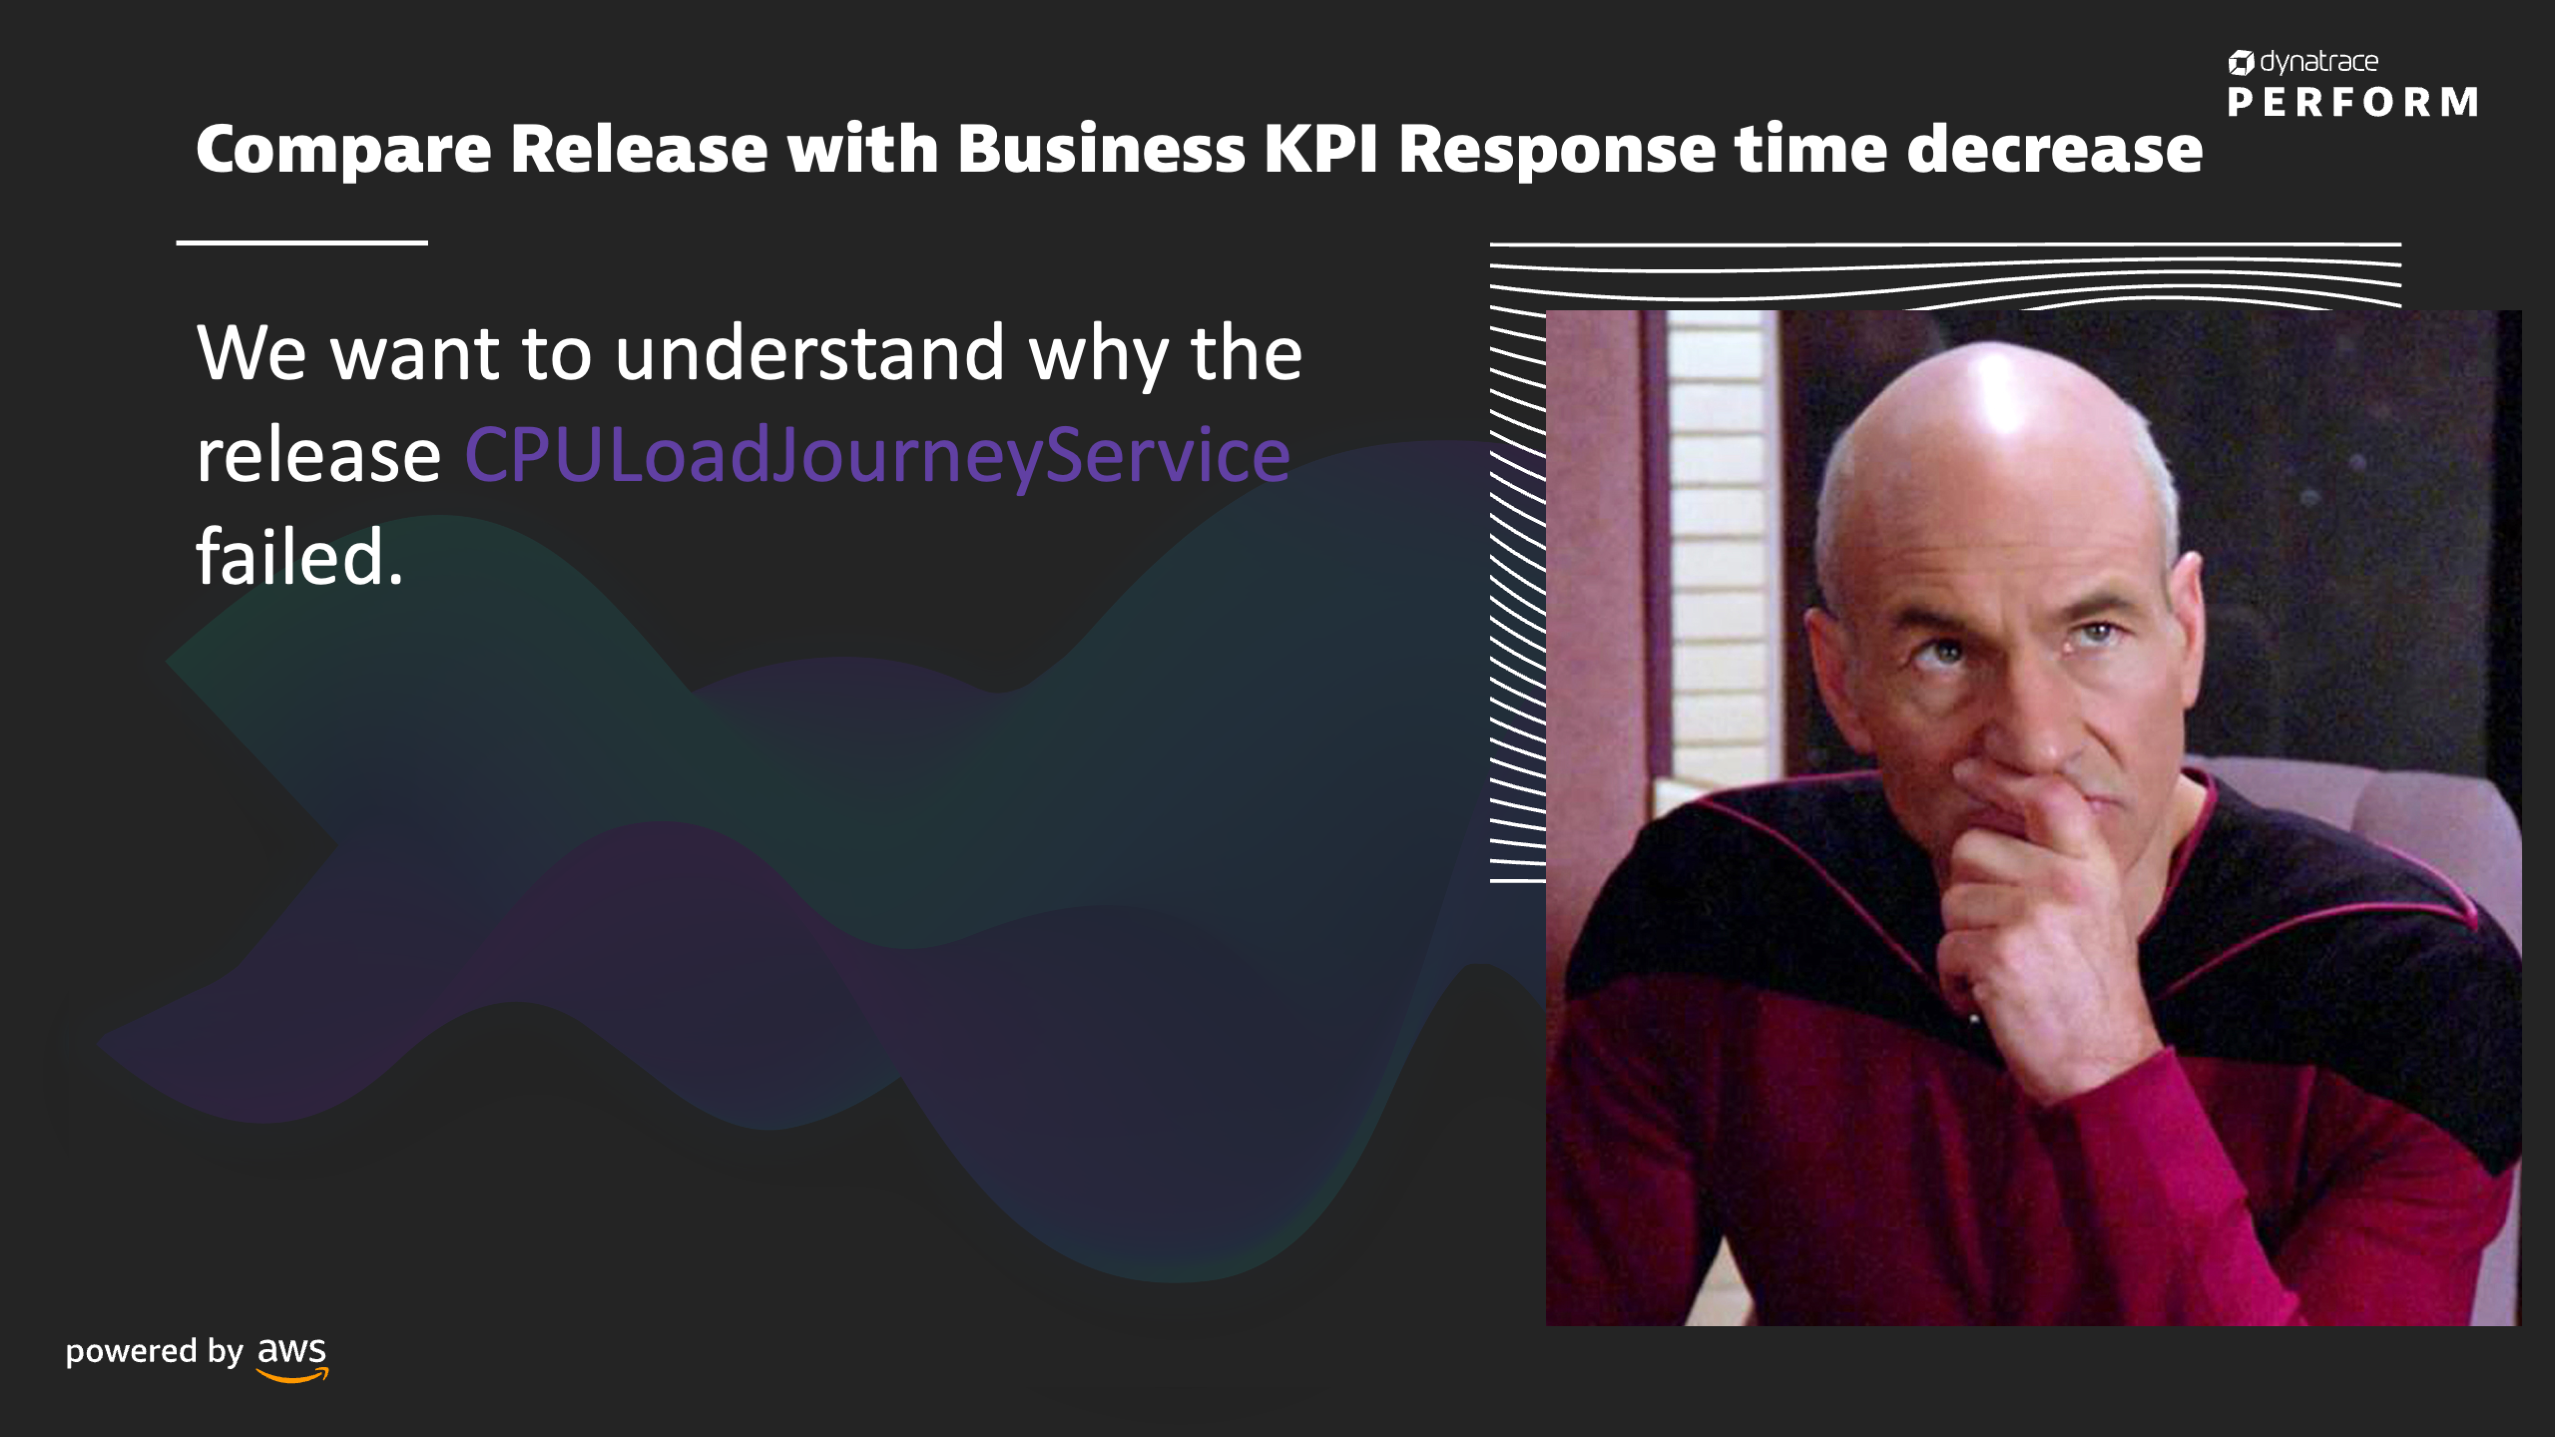 dynatrace
PERFORM
Compare Release with Business KPI Response time decrease
We want to understand why the
release CPULoadJourneyService
failed.
powered by aws